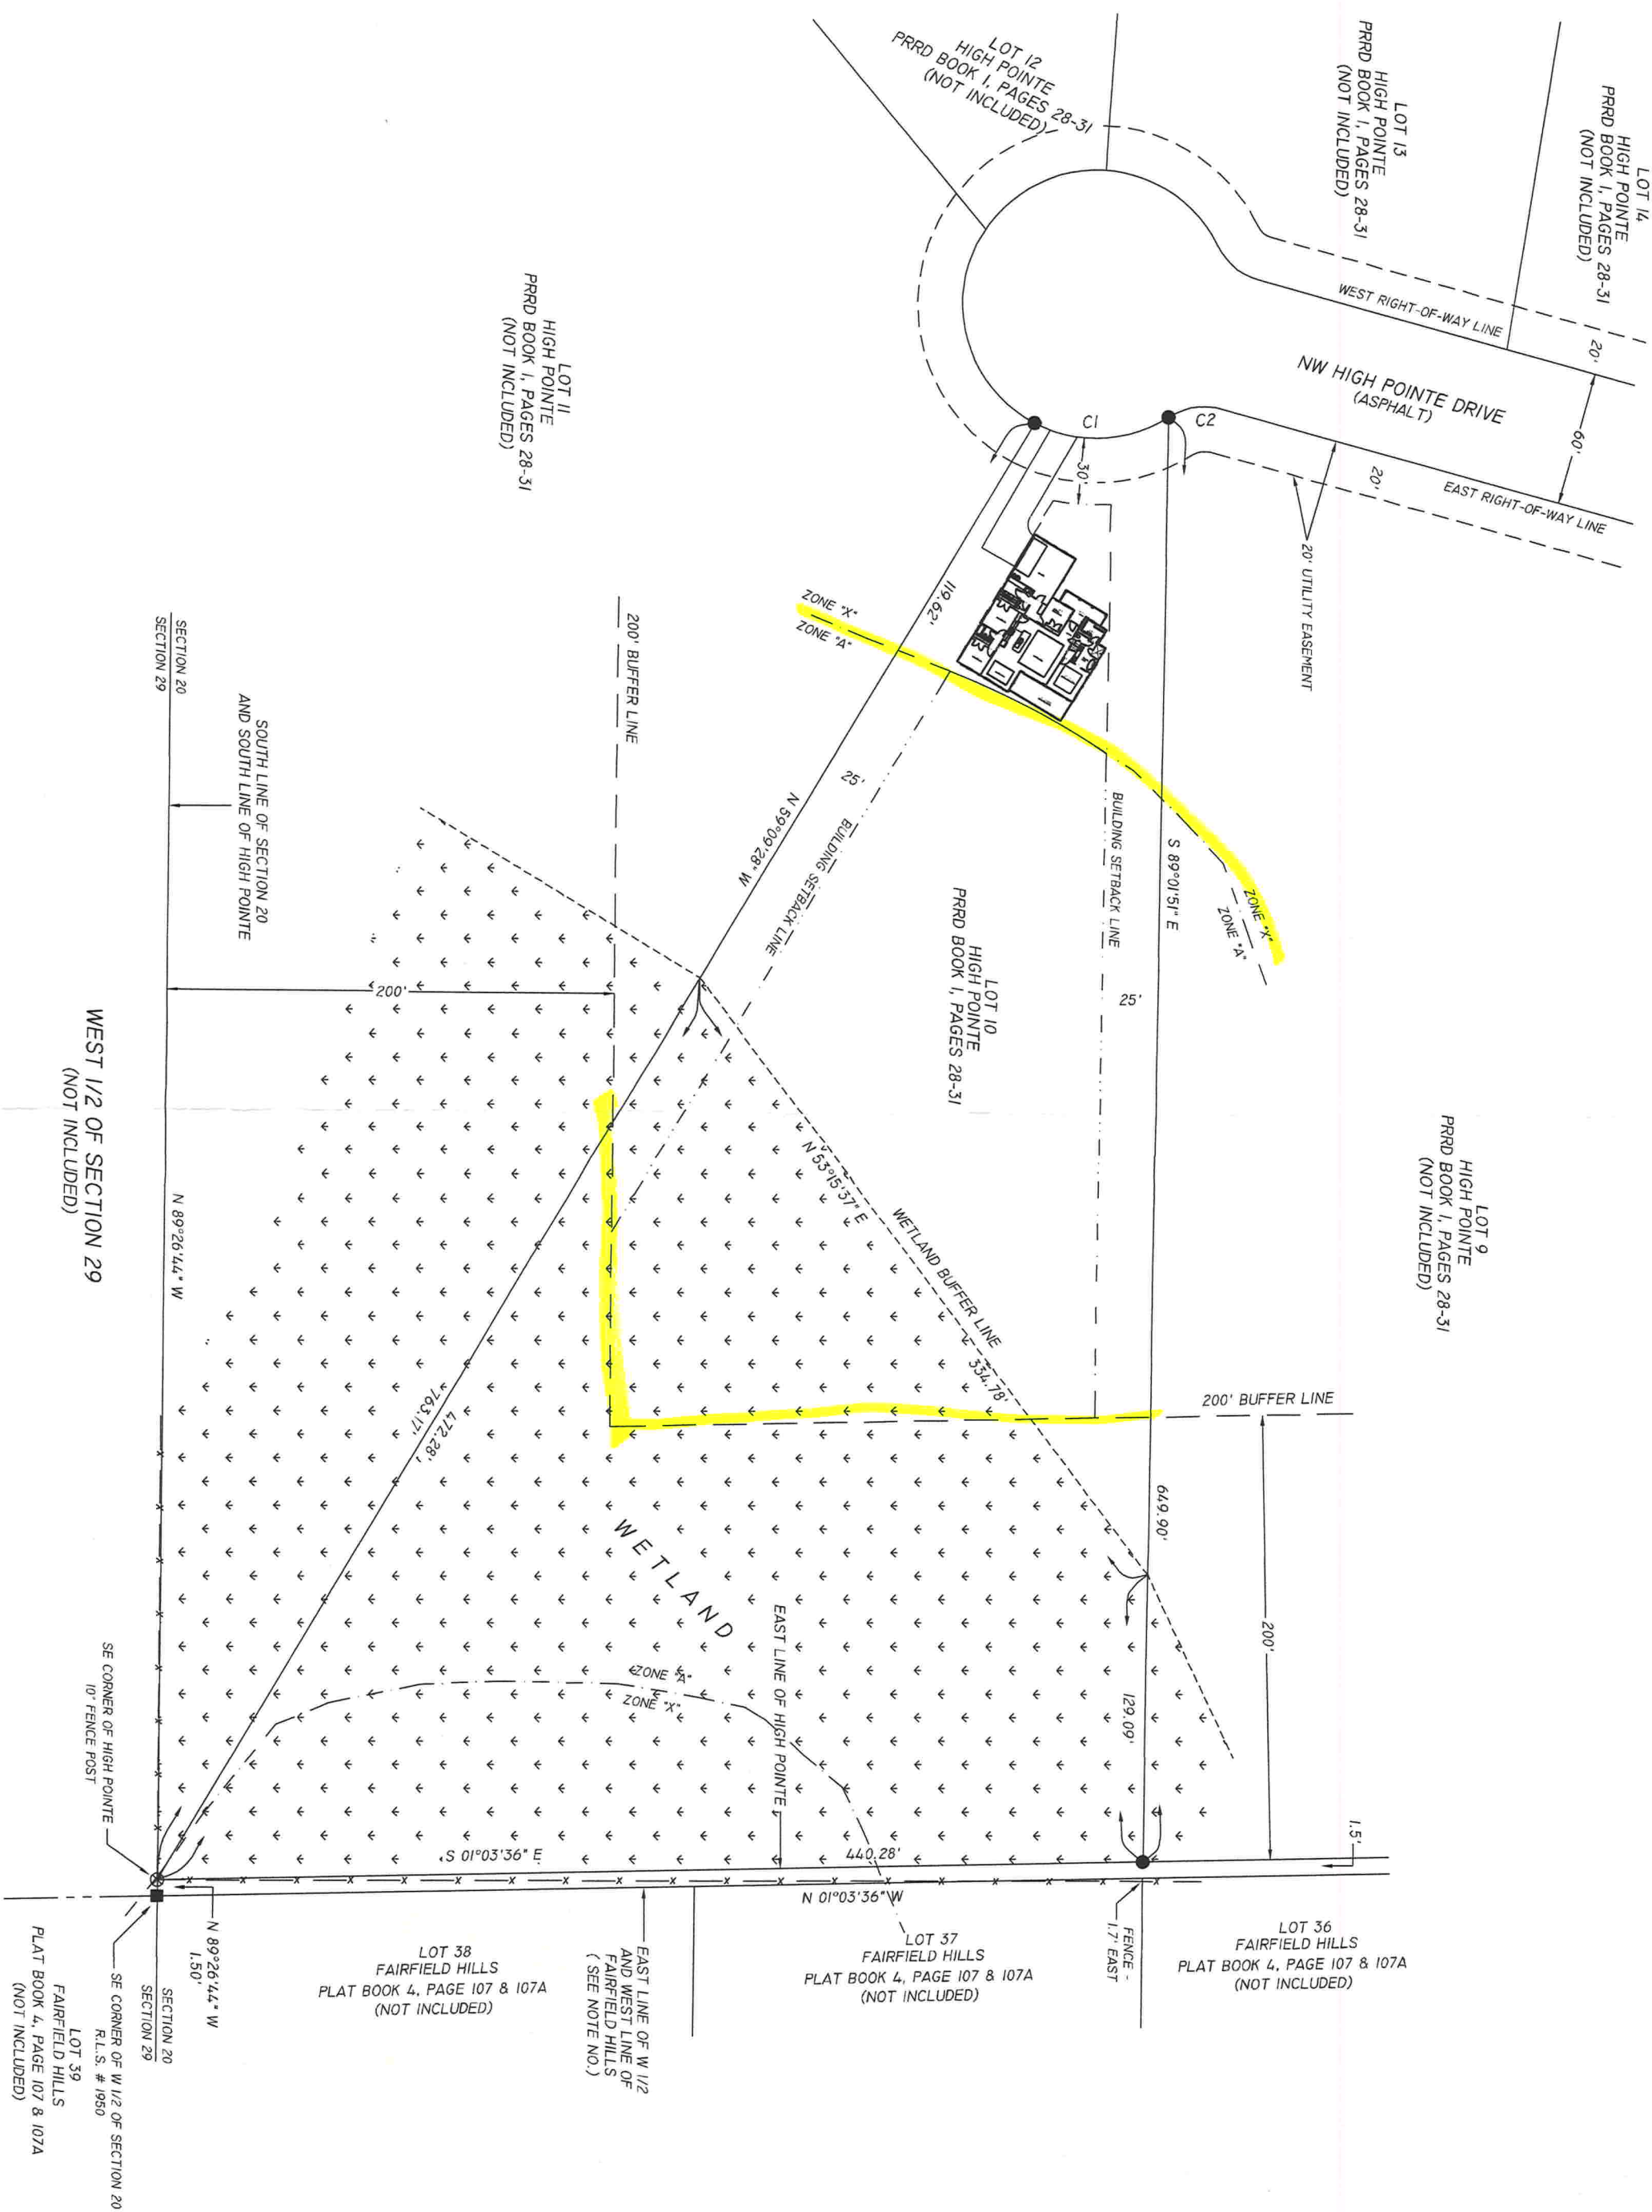 LOT 12
HIGH POINTE
PRRD BOOK 1, PAGES 28-31
(NOT INCLUDED)
LOT 13
HIGH POINTE
PRRD BOOK 1, PAGES 28-31
(NOT INCLUDED)
LOT 14
HIGH POINTE
PRRD BOOK 1, PAGES 28-31
(NOT INCLUDED)
WEST RIGHT-OF-WAY LINE
20'
NW HIGH POINTE DRIVE
(ASPHALT)
60'
20'
EAST RIGHT-OF-WAY LINE
C1
C2
30'
20' UTILITY EASEMENT
LOT 11
HIGH POINTE
PRRD BOOK 1, PAGES 28-31
(NOT INCLUDED)
119.62'
ZONE "X"
ZONE "A"
200' BUFFER LINE
SECTION 20
SECTION 29
SOUTH LINE OF SECTION 20
AND SOUTH LINE OF HIGH POINTE
25'
N 59°09'28" W
BUILDING SETBACK LINE
BUILDING SETBACK LINE
S 89°01'51" E
ZONE "X"
ZONE "A"
LOT 10
HIGH POINTE
PRRD BOOK 1, PAGES 28-31
25'
200'
LOT 9
HIGH POINTE
PRRD BOOK 1, PAGES 28-31
(NOT INCLUDED)
WEST 1/2 OF SECTION 29
(NOT INCLUDED)
N 89°26'44" W
N 53°15'37" E
WETLAND BUFFER LINE
334.78'
200' BUFFER LINE
472.28'
763.17'
649.90'
WETLAND
200'
EAST LINE OF HIGH POINTE
ZONE "A"
ZONE "X"
129.09'
SE CORNER OF HIGH POINTE
10" FENCE POST
S 01°03'36" E
440.28'
1.5'
N 01°03'36" W
N 89°26'44" W
1.50'
FENCE -
1.7' EAST
LOT 36
FAIRFIELD HILLS
PLAT BOOK 4, PAGE 107 & 107A
(NOT INCLUDED)
LOT 37
FAIRFIELD HILLS
PLAT BOOK 4, PAGE 107 & 107A
(NOT INCLUDED)
LOT 38
FAIRFIELD HILLS
PLAT BOOK 4, PAGE 107 & 107A
(NOT INCLUDED)
EAST LINE OF W 1/2
AND WEST LINE OF
FAIRFIELD HILLS
( SEE NOTE NO.)
SECTION 20
SECTION 29
SE CORNER OF W 1/2 OF SECTION 20
R.L.S. # 1950
LOT 39
FAIRFIELD HILLS
PLAT BOOK 4, PAGE 107 & 107A
(NOT INCLUDED)